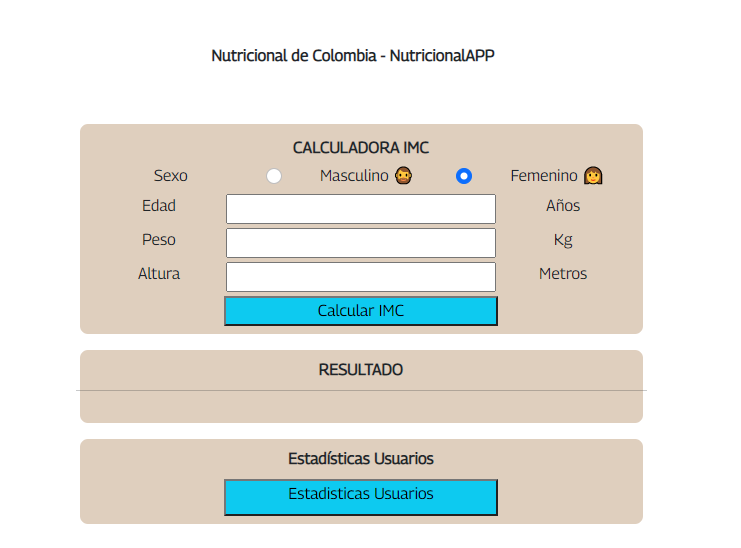 Nutricional de Colombia - NutricionalAPP
CALCULADORA IMC
Sexo Masculino 🧔 Femenino 👩
Edad Años
Peso Kg
Altura Metros
Calcular IMC
RESULTADO
Estadísticas Usuarios
Estadisticas Usuarios